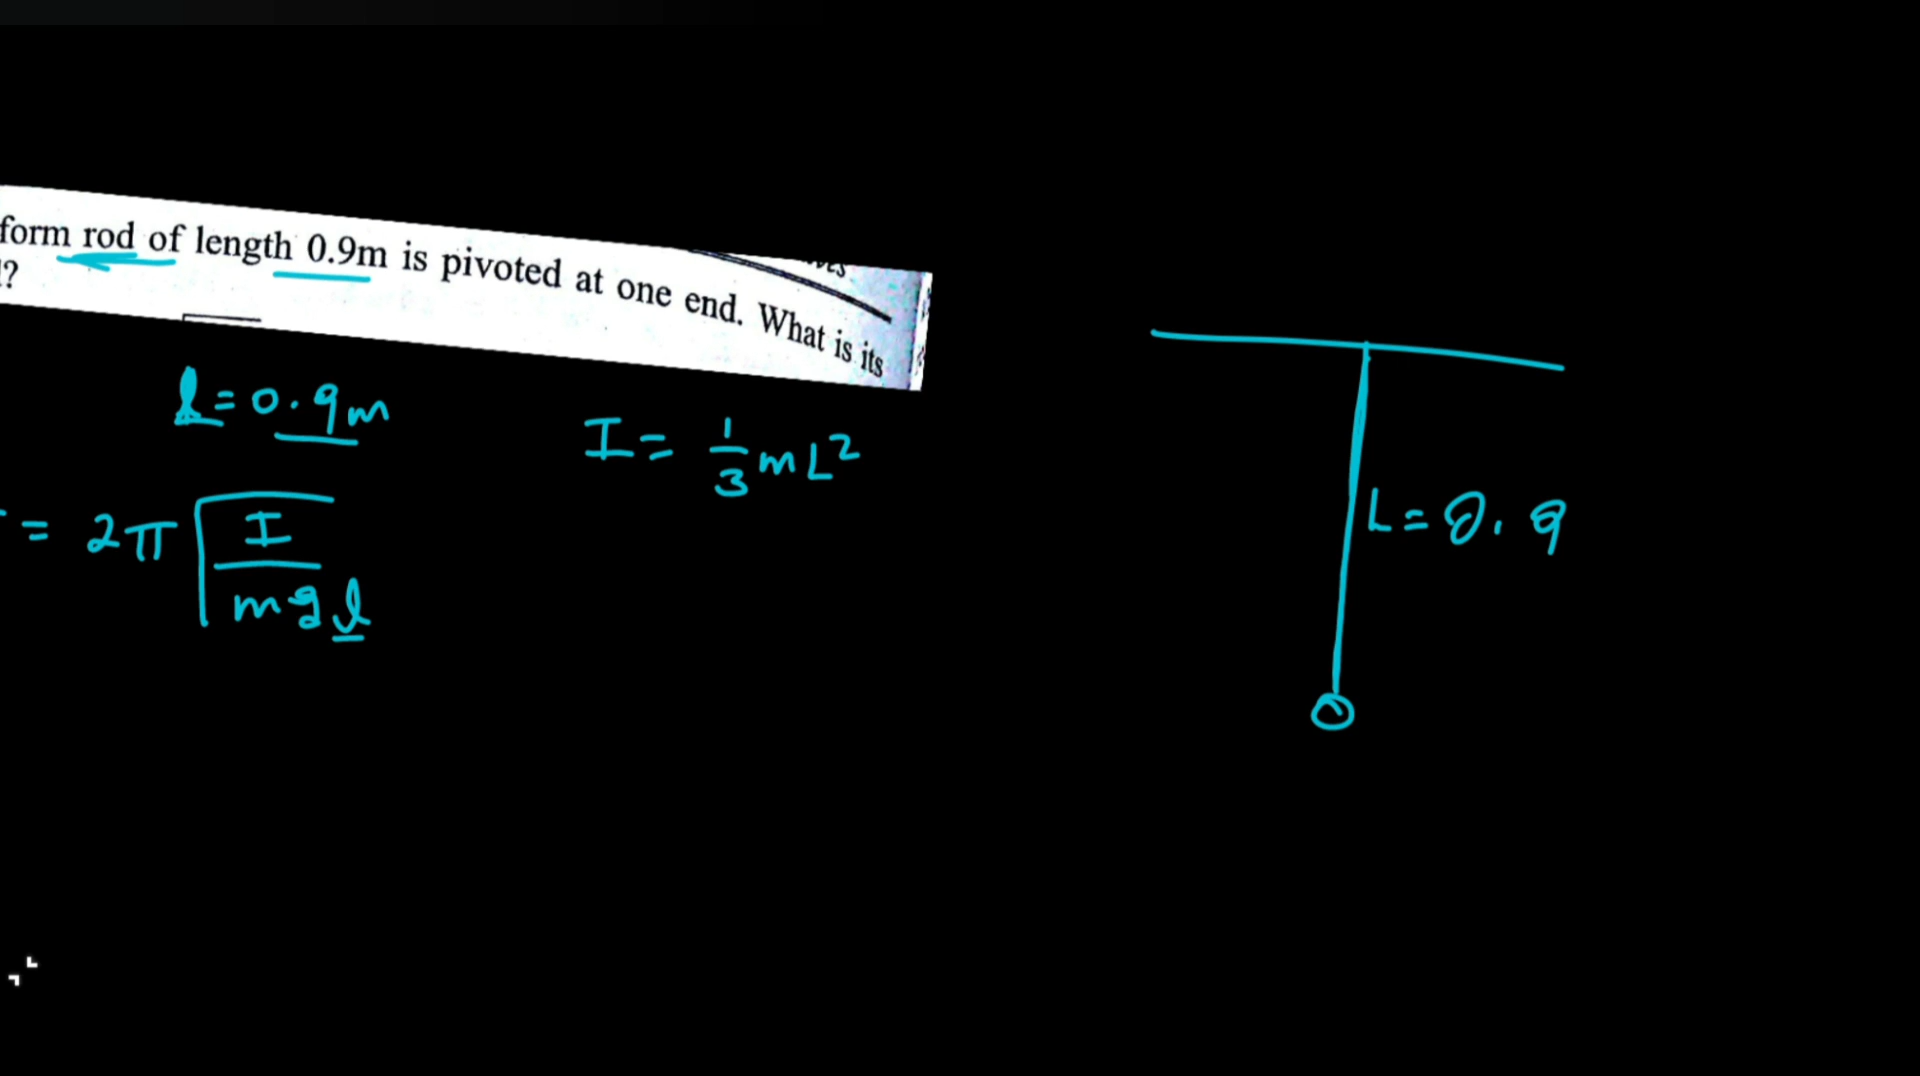 form rod of length 0.9m is pivoted at one end. What is its
?
l = 0.9m
I = 1/3 mL²
= 2π √(I / mgl)
L = 0.9